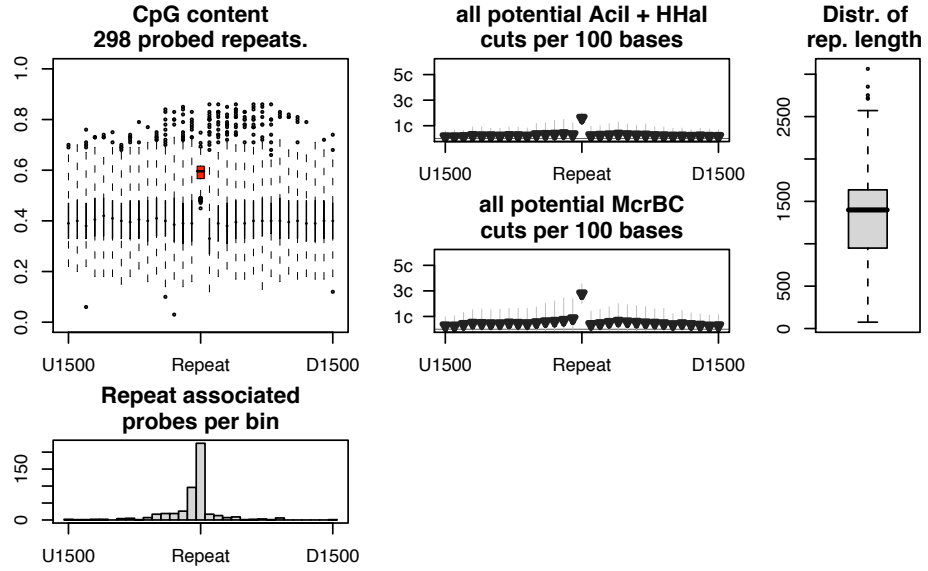 CpG content
298 probed repeats.
1.0
0.8
0.6
0.4
0.2
0.0
U1500
Repeat
D1500
all potential AciI + HHaI
cuts per 100 bases
5c
3c
1c
U1500
Repeat
D1500
all potential McrBC
cuts per 100 bases
5c
3c
1c
U1500
Repeat
D1500
Distr. of
rep. length
2500
1500
500
0
Repeat associated
probes per bin
150
0
U1500
Repeat
D1500